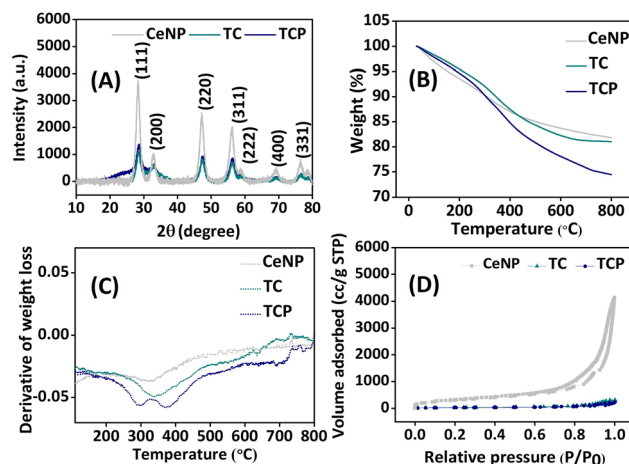 6000
5000
4000
3000
2000
1000
0
Intensity (a.u.)
CeNP TC TCP
(A)
(111)
(200)
(220)
(311)
(222)
(400)
(331)
10 20 30 40 50 60 70 80
2θ (degree)
100
95
90
85
80
75
70
Weight (%)
(B)
CeNP
TC
TCP
0 200 400 600 800
Temperature (°C)
0.05
0.00
-0.05
Derivative of weight loss
(C)
CeNP
TC
TCP
200 300 400 500 600 700 800
Temperature (°C)
6000
5000
4000
3000
2000
1000
0
Volume adsorbed (cc/g STP)
CeNP TC TCP
(D)
0.0 0.2 0.4 0.6 0.8 1.0
Relative pressure (P/P0)